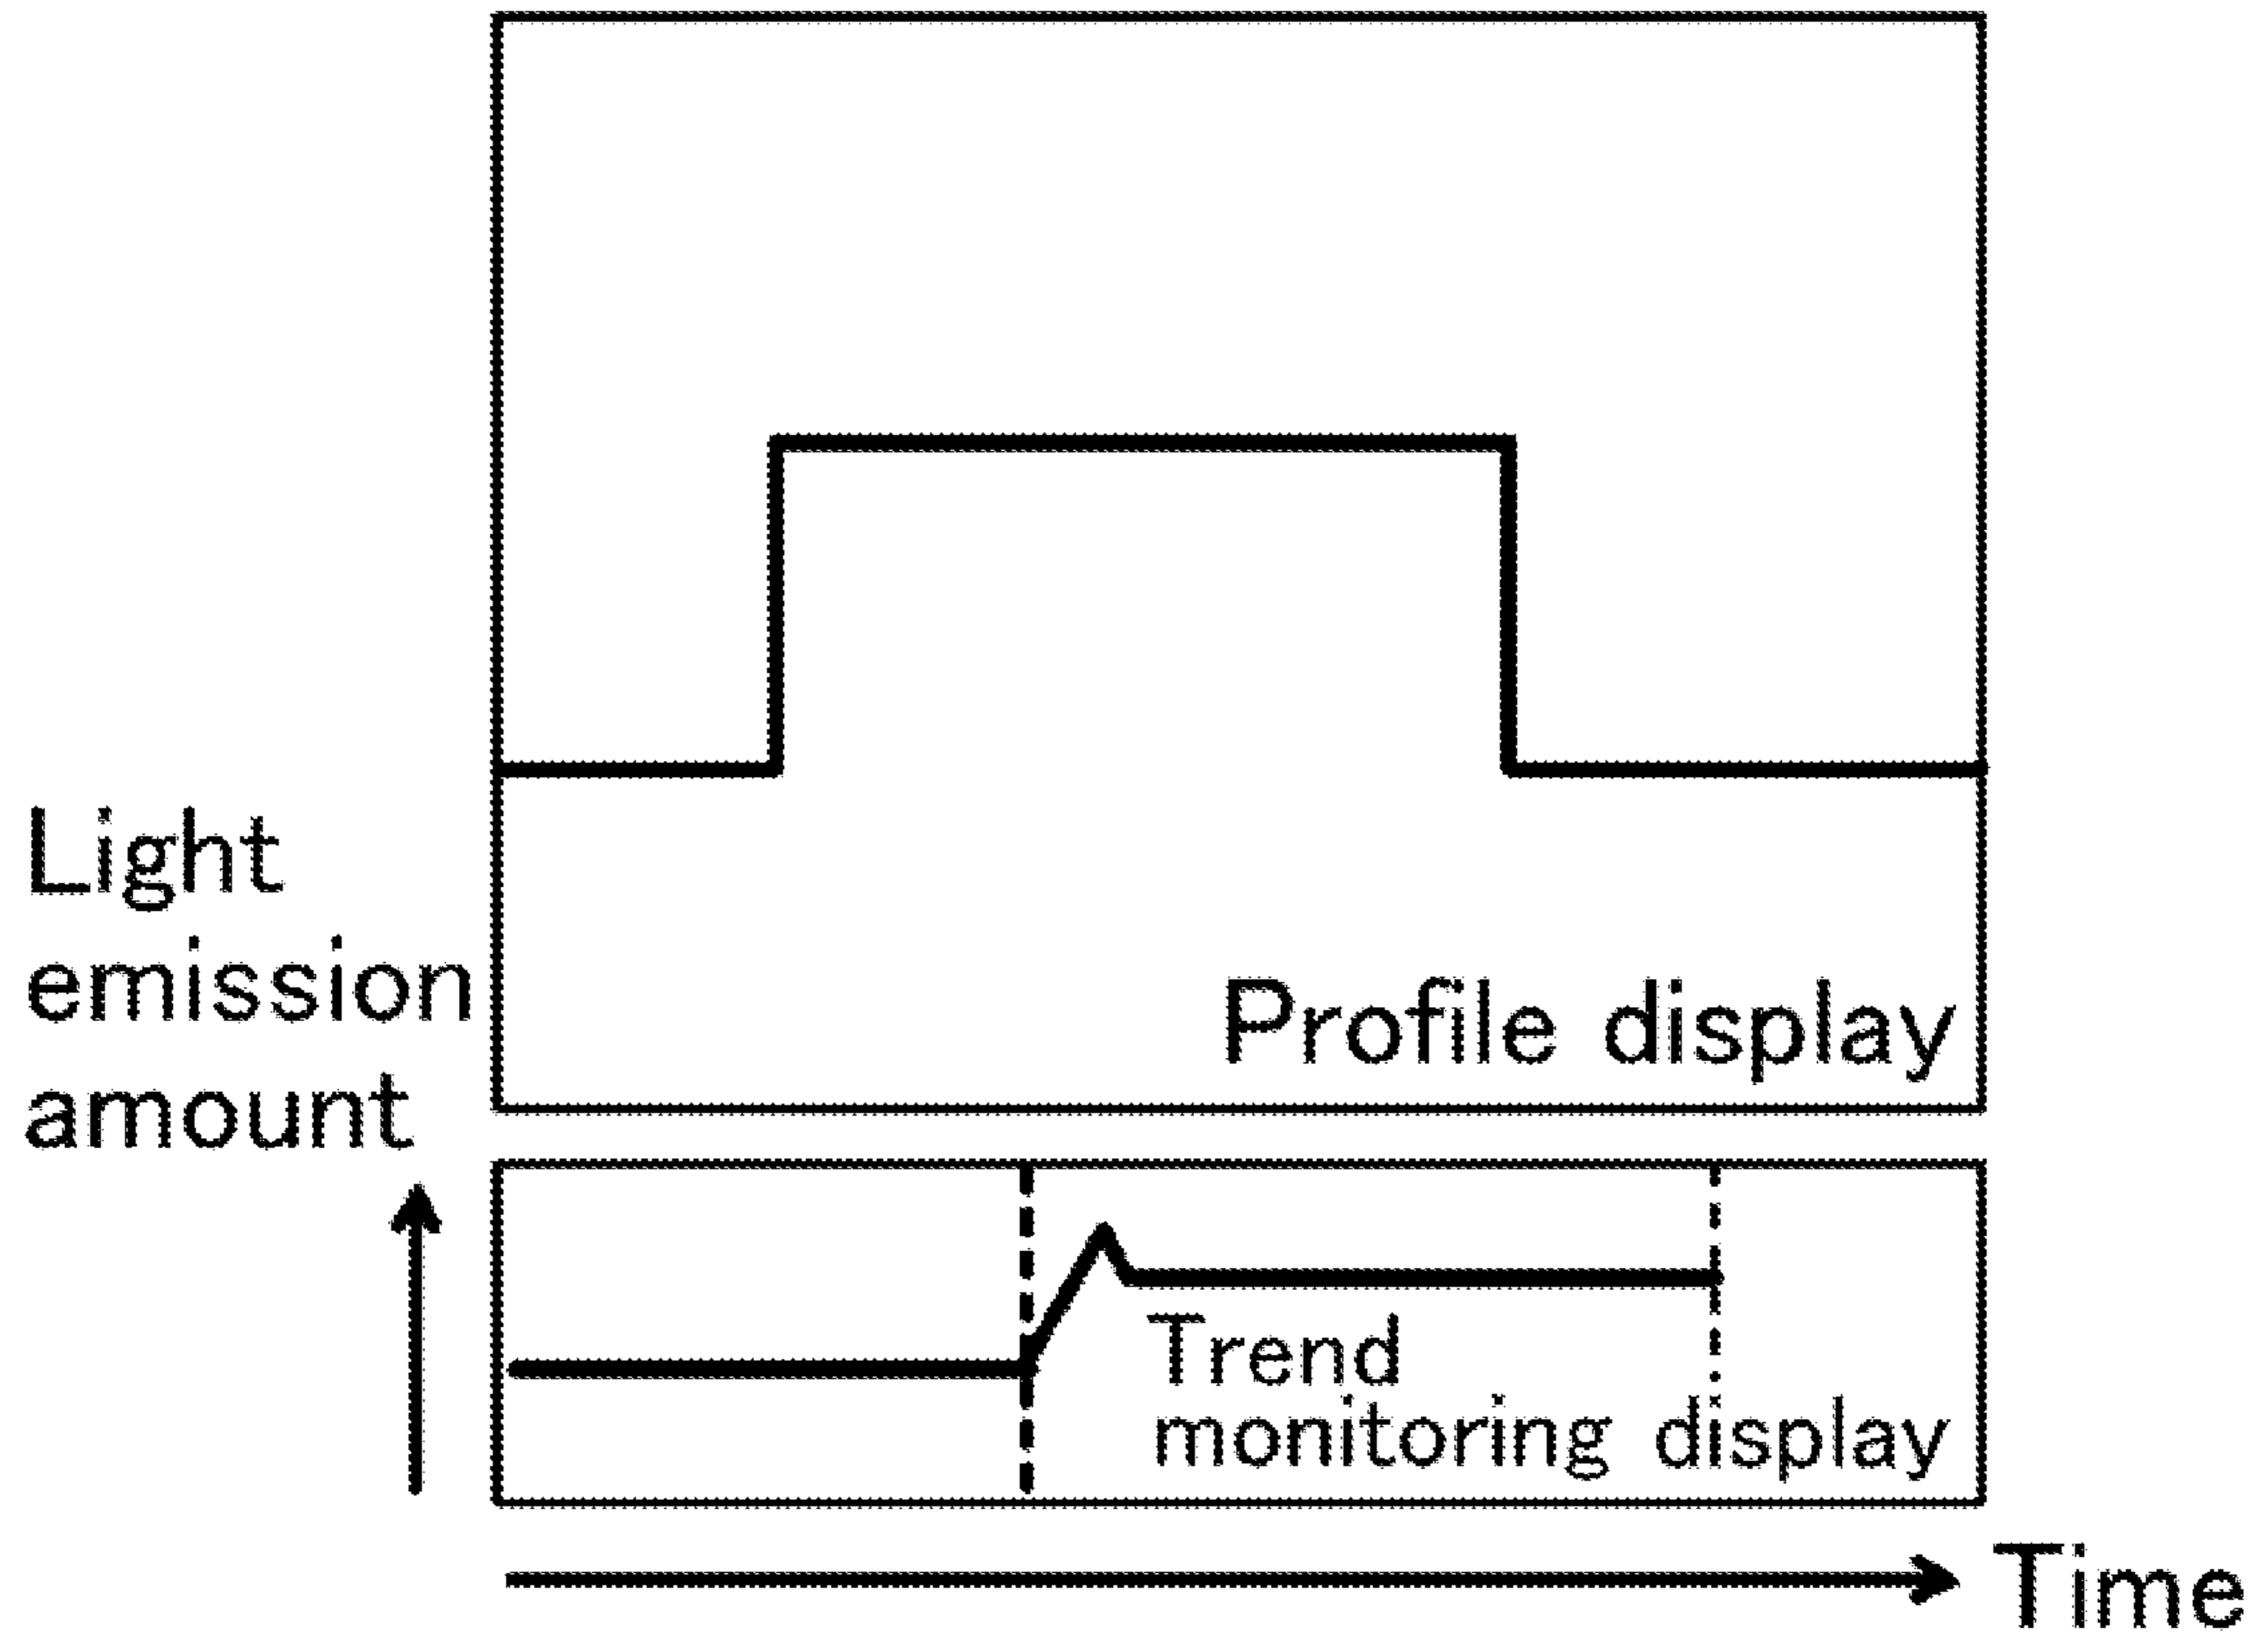 Light
emission
amount
Profile display
Trend
monitoring display
Time